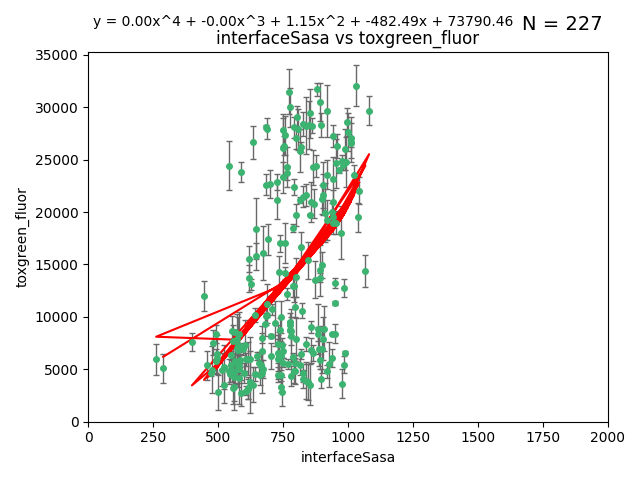 y = 0.00x^4 + -0.00x^3 + 1.15x^2 + -482.49x + 73790.46 N = 227
interfaceSasa vs toxgreen_fluor
35000
30000
25000
20000
15000
10000
5000
0
toxgreen_fluor
0 250 500 750 1000 1250 1500 1750 2000
interfaceSasa